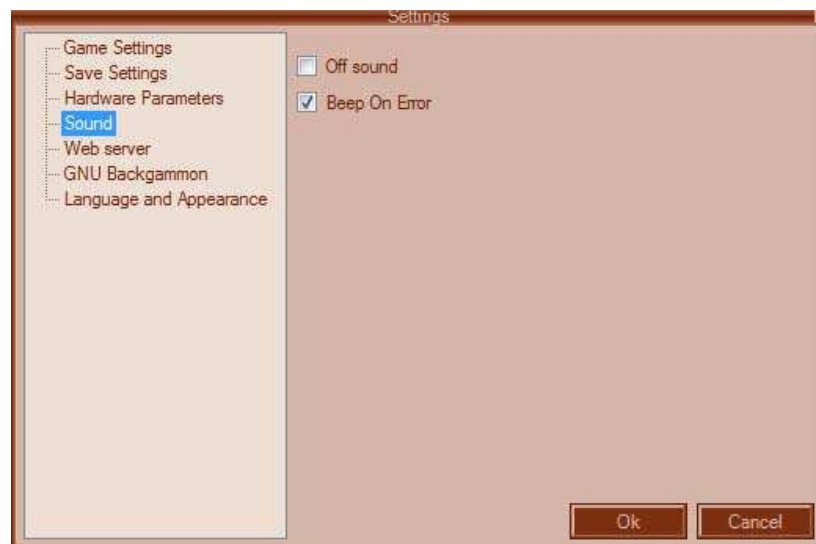 Settings
Game Settings
Save Settings
Hardware Parameters
Sound
Web server
GNU Backgammon
Language and Appearance
Off sound
Beep On Error
Ok
Cancel